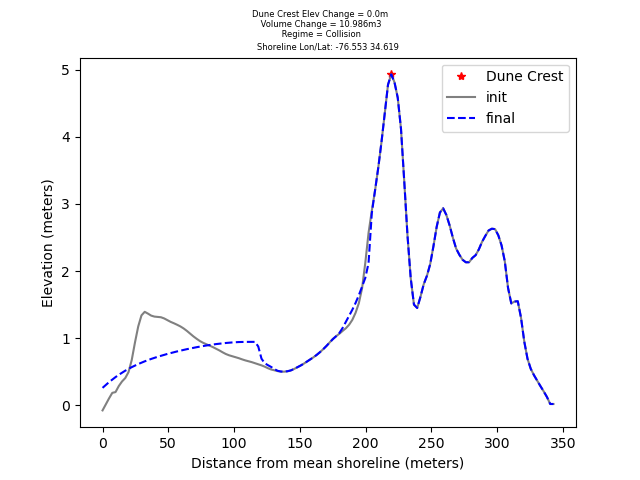 Dune Crest Elev Change = 0.0m
Volume Change = 10.986m3
Regime = Collision
Shoreline Lon/Lat: -76.553 34.619
Dune Crest
init
final
Elevation (meters)
5
4
3
2
1
0
0 50 100 150 200 250 300 350
Distance from mean shoreline (meters)